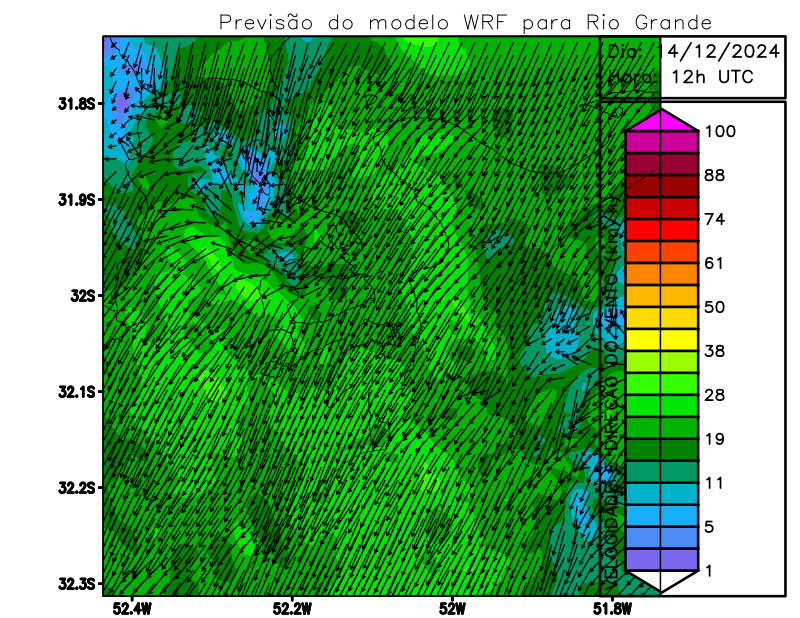 Previsão do modelo WRF para Rio Grande
Dia: 14/12/2024
Hora: 12h UTC
31.8S
31.9S
32S
32.1S
32.2S
32.3S
52.4W
52.2W
52W
51.8W
VELOCIDADE E DIREÇÃO DO VENTO (km/h)
100
88
74
61
50
38
28
19
11
5
1